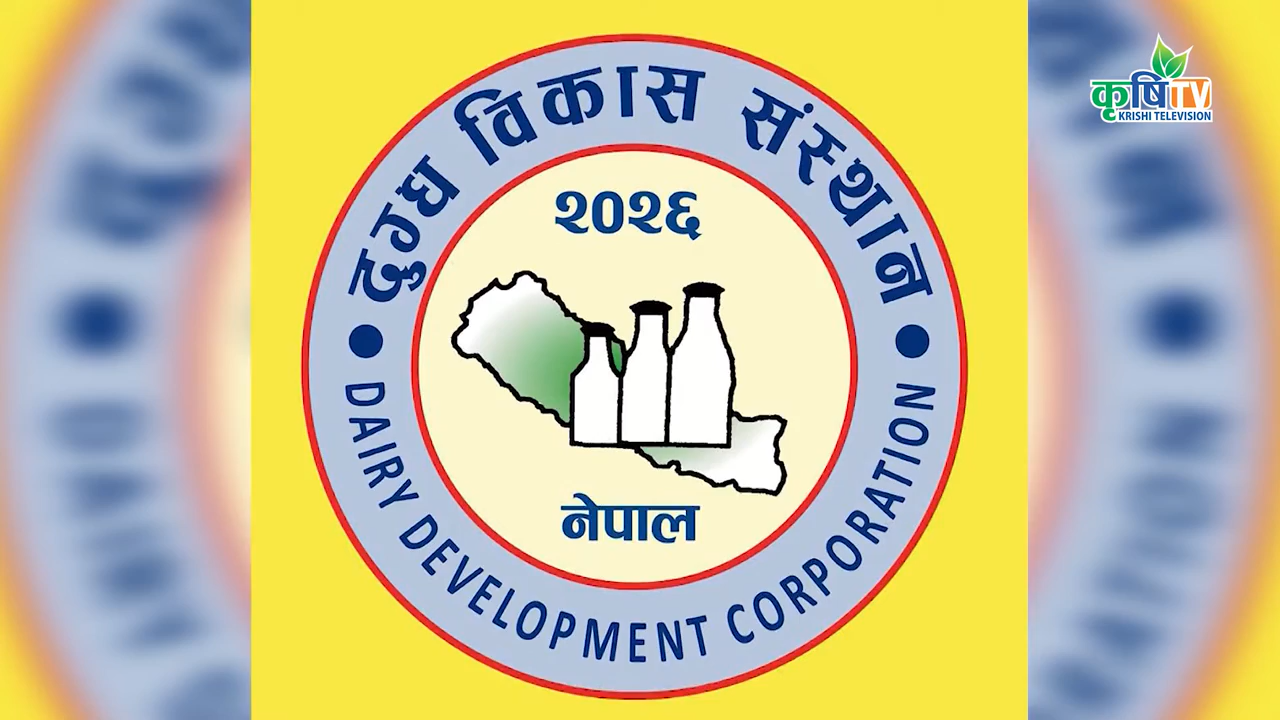 दुग्ध विकास संस्थान
२०२६
नेपाल
DAIRY DEVELOPMENT CORPORATION
कृषि TV
KRISHI TELEVISION